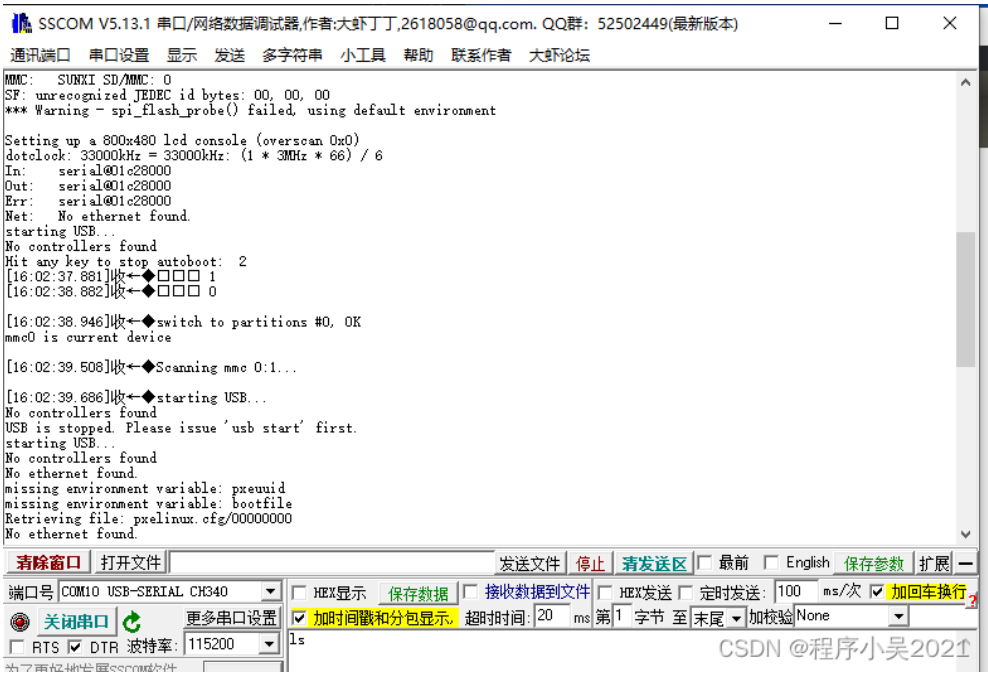 SSCOM V5.13.1 串口/网络数据调试器,作者:大虾丁丁,2618058@qq.com. QQ群：52502449(最新版本)
通讯端口 串口设置 显示 发送 多字符串 小工具 帮助 联系作者 大虾论坛
MMC:   SUNXI SD/MMC: 0
SF: unrecognized JEDEC id bytes: 00, 00, 00
*** Warning - spi_flash_probe() failed, using default environment
Setting up a 800x480 lcd console (overscan 0x0)
dotclock: 33000kHz = 33000kHz: (1 * 3MHz * 66) / 6
In:    serial@01c28000
Out:   serial@01c28000
Err:   serial@01c28000
Net:   No ethernet found.
starting USB...
No controllers found
Hit any key to stop autoboot:  2
[16:02:37.881]收←◆□□□ 1
[16:02:38.882]收←◆□□□ 0
[16:02:38.946]收←◆switch to partitions #0, OK
mmc0 is current device
[16:02:39.508]收←◆Scanning mmc 0:1...
[16:02:39.686]收←◆starting USB...
No controllers found
USB is stopped. Please issue 'usb start' first.
starting USB...
No controllers found
No ethernet found.
missing environment variable: pxeuuid
missing environment variable: bootfile
Retrieving file: pxelinux.cfg/00000000
No ethernet found.
清除窗口 打开文件 发送文件 停止 清发送区 最前 English 保存参数 扩展
端口号 COM10 USB-SERIAL CH340 HEX显示 保存数据 接收数据到文件 HEX发送 定时发送: 100 ms/次 加回车换行 ?
关闭串口 更多串口设置 加时间戳和分包显示, 超时时间: 20 ms 第 1 字节 至 末尾 加校验 None
RTS DTR 波特率: 115200 ls
为了更好地发展SSCOM软件
CSDN @程序小吴2021